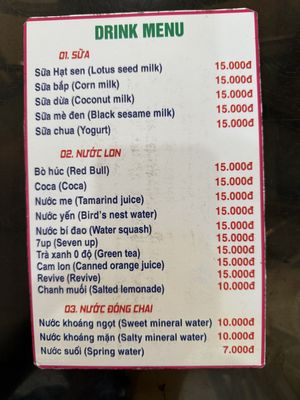 DRINK MENU
01. SỮA
Sữa Hạt sen (Lotus seed milk) 15.000đ
Sữa bắp (Corn milk) 15.000đ
Sữa dừa (Coconut milk) 15.000đ
Sữa mè đen (Black sesame milk) 15.000đ
Sữa chua (Yogurt) 15.000đ
02. NƯỚC LON
Bò húc (Red Bull) 15.000đ
Coca (Coca) 15.000đ
Nước me (Tamarind juice) 15.000đ
Nước yến (Bird's nest water) 15.000đ
Nước bí đao (Water squash) 15.000đ
7up (Seven up) 15.000đ
Trà xanh 0 độ (Green tea) 15.000đ
Cam lon (Canned orange juice) 15.000đ
Revive (Revive) 15.000đ
Chanh muối (Salted lemonade) 10.000đ
03. NƯỚC ĐÓNG CHAI
Nước khoáng ngọt (Sweet mineral water) 10.000đ
Nước khoáng mặn (Salty mineral water) 10.000đ
Nước suối (Spring water) 7.000đ